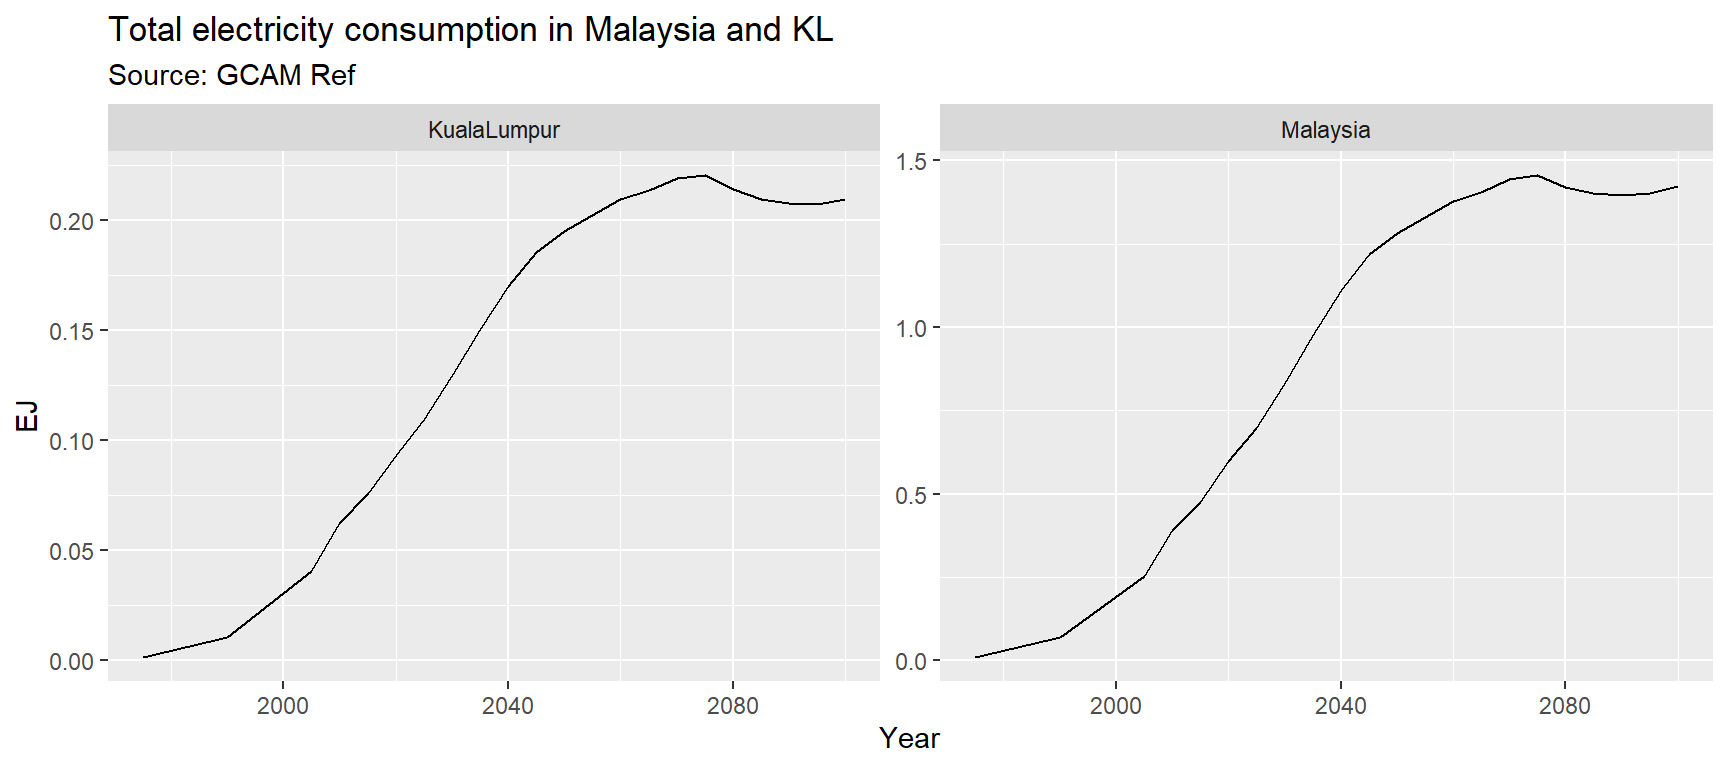 Total electricity consumption in Malaysia and KL
Source: GCAM Ref
KualaLumpur
Malaysia
EJ
0.20
0.15
0.10
0.05
0.00
1.5
1.0
0.5
0.0
2000 2040 2080
2000 2040 2080
Year